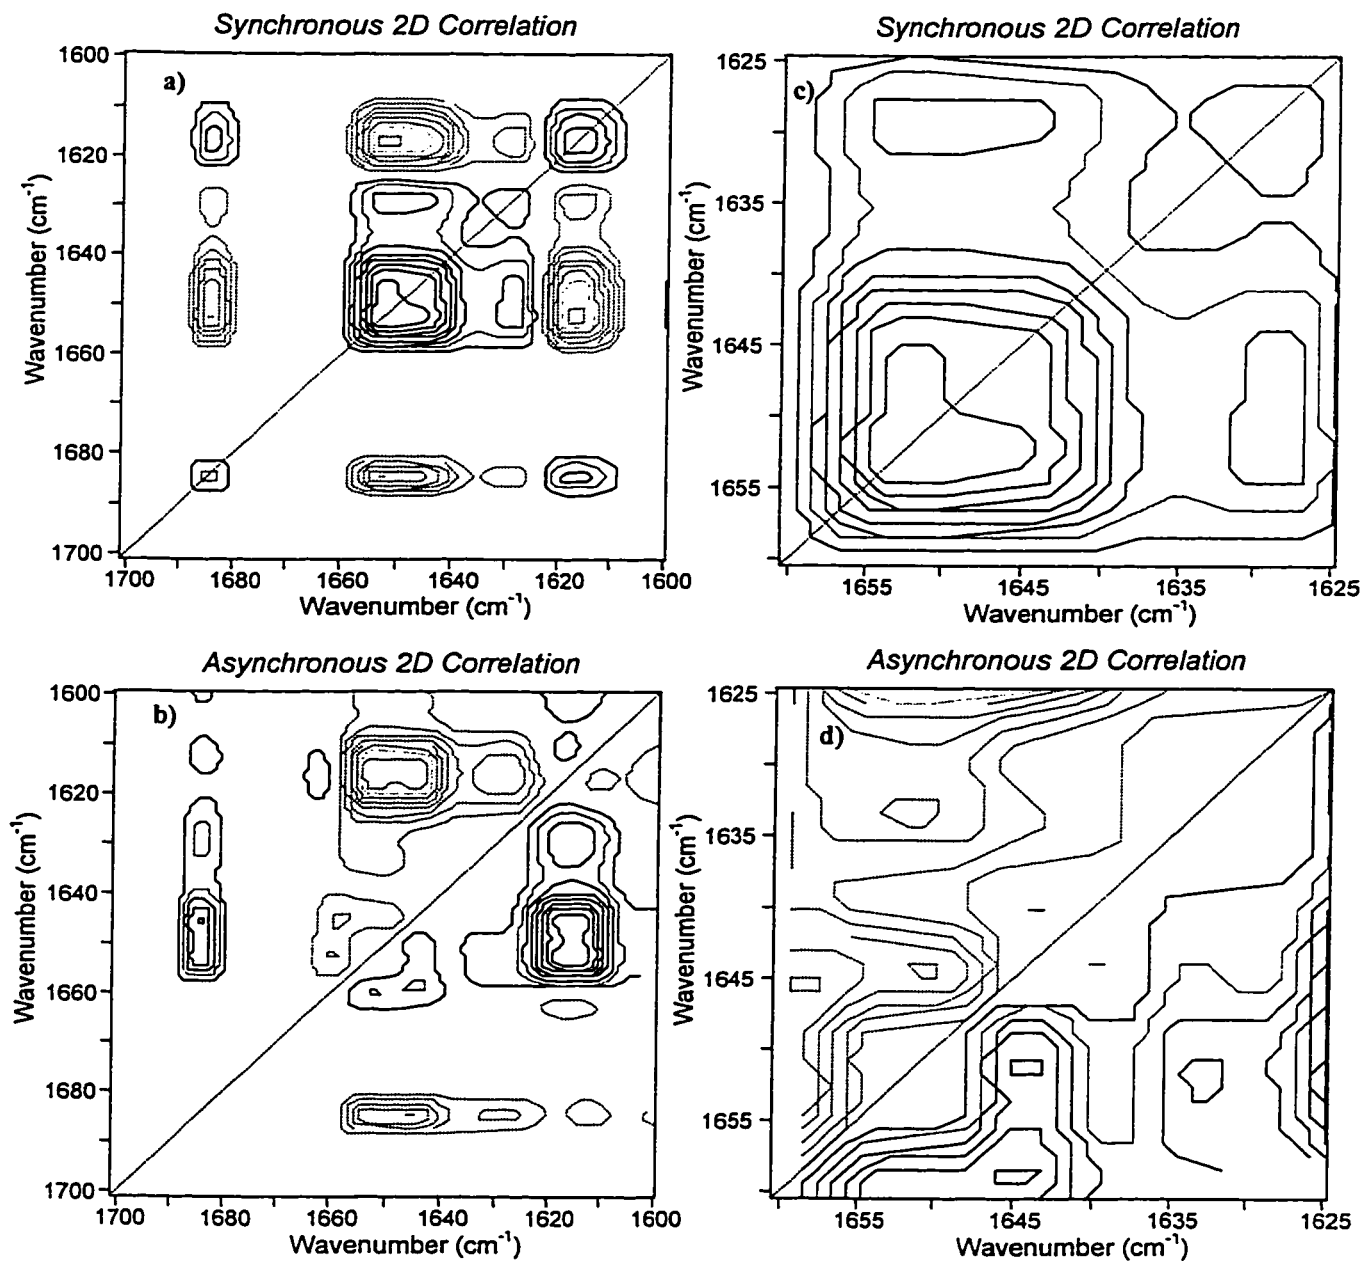 Synchronous 2D Correlation
a)
Wavenumber (cm-1)
1600
1620
1640
1660
1680
1700
1700 1680 1660 1640 1620 1600
Wavenumber (cm-1)
Synchronous 2D Correlation
c)
Wavenumber (cm-1)
1625
1635
1645
1655
1655 1645 1635 1625
Wavenumber (cm-1)
Asynchronous 2D Correlation
b)
Wavenumber (cm-1)
1600
1620
1640
1660
1680
1700
1700 1680 1660 1640 1620 1600
Wavenumber (cm-1)
Asynchronous 2D Correlation
d)
Wavenumber (cm-1)
1625
1635
1645
1655
1655 1645 1635 1625
Wavenumber (cm-1)